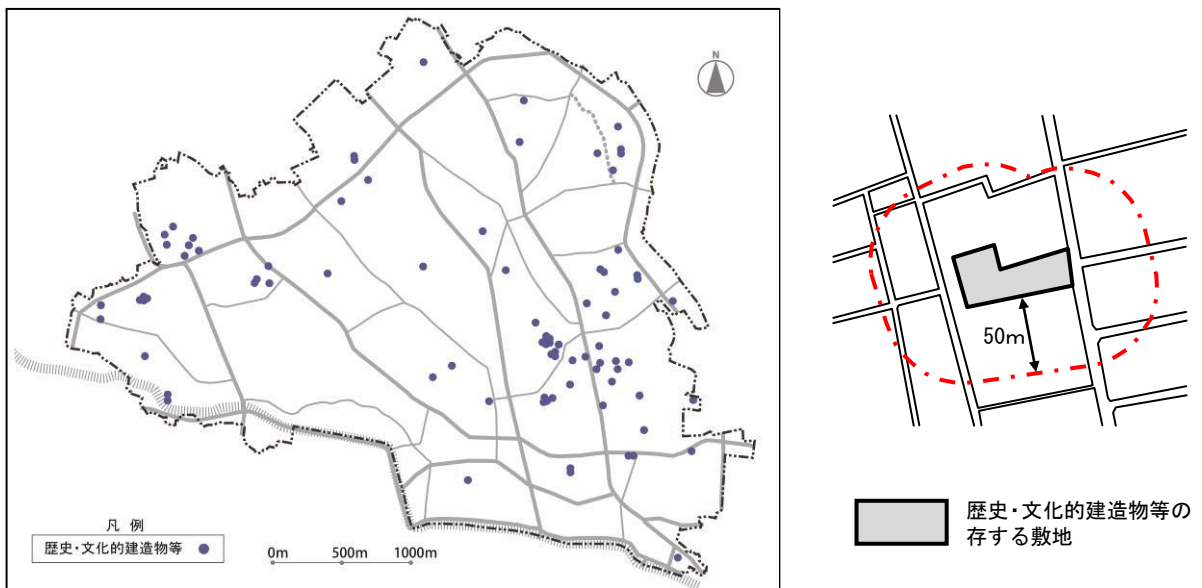 N
凡 例
歴史・文化的建造物等
0m 500m 1000m
50m
歴史・文化的建造物等の
存する敷地